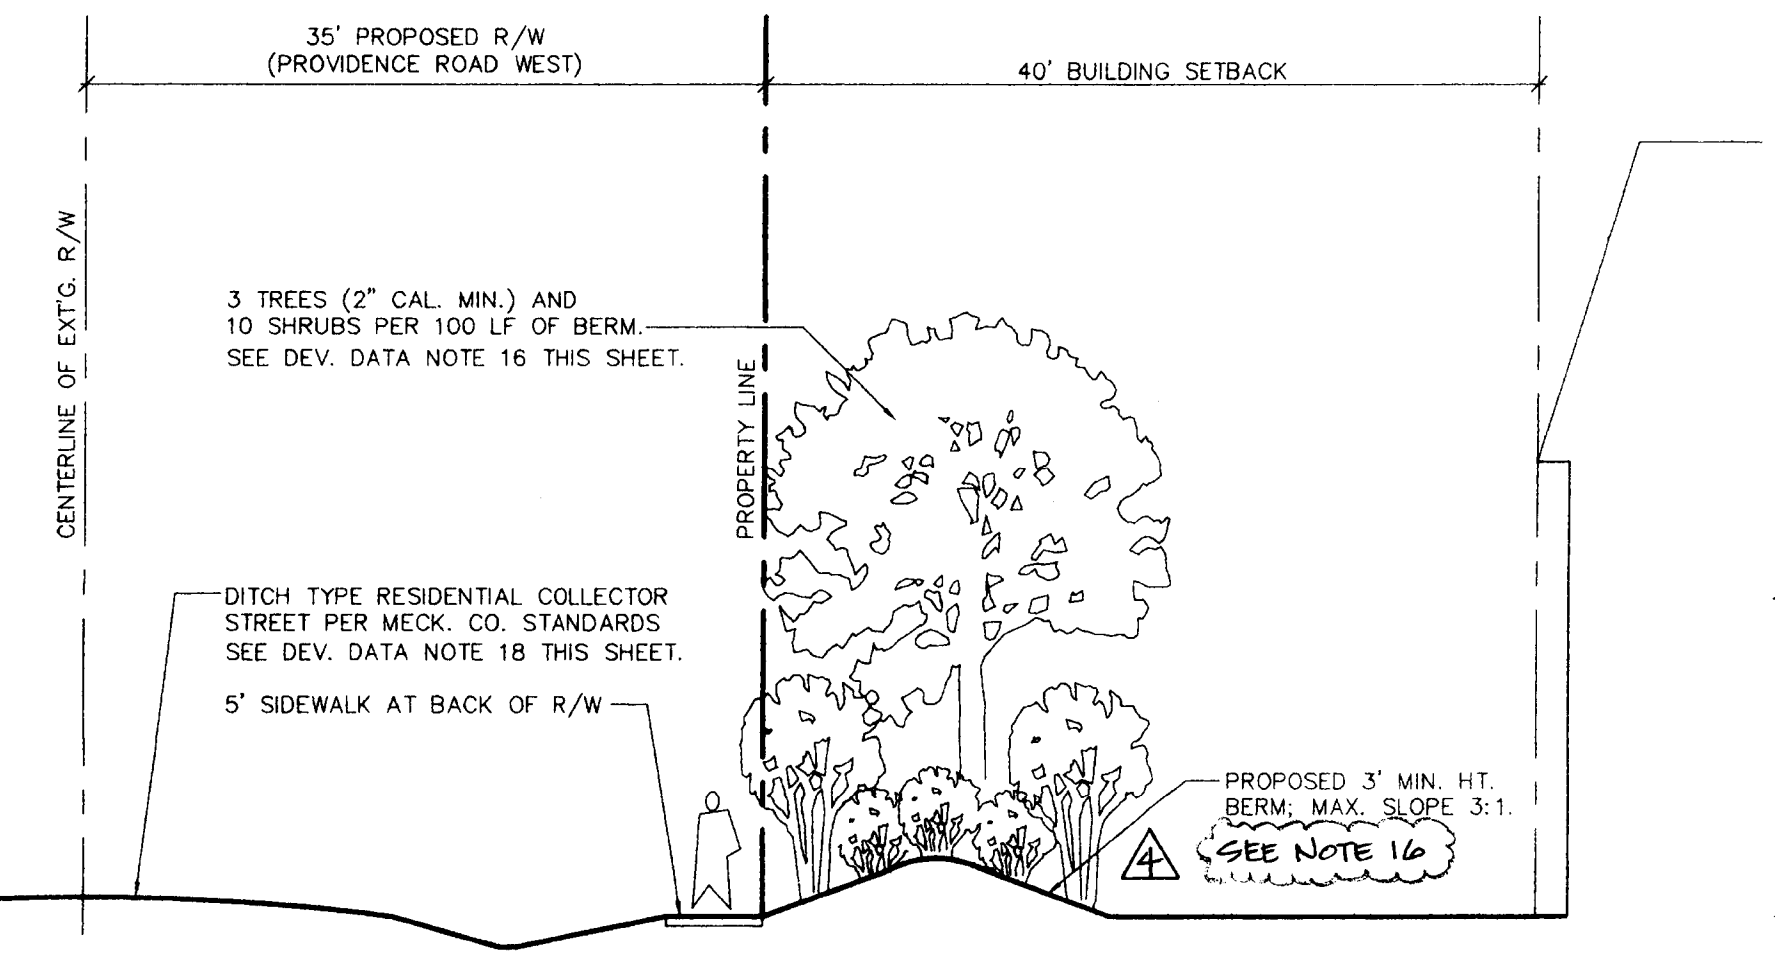 35' PROPOSED R/W
(PROVIDENCE ROAD WEST)
40' BUILDING SETBACK
CENTERLINE OF EXT'G. R/W
3 TREES (2" CAL. MIN.) AND
10 SHRUBS PER 100 LF OF BERM.
SEE DEV. DATA NOTE 16 THIS SHEET.
PROPERTY LINE
DITCH TYPE RESIDENTIAL COLLECTOR
STREET PER MECK. CO. STANDARDS
SEE DEV. DATA NOTE 18 THIS SHEET.
5' SIDEWALK AT BACK OF R/W
PROPOSED 3' MIN. HT.
BERM; MAX. SLOPE 3:1.
4
SEE NOTE 16